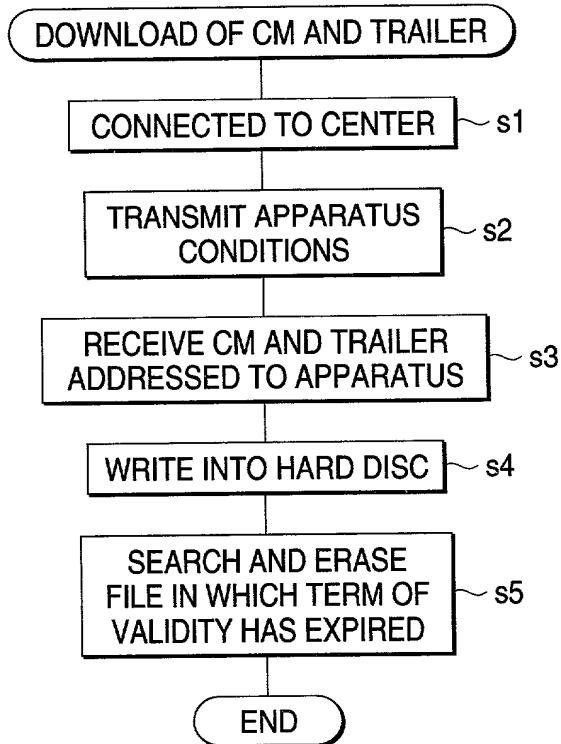 DOWNLOAD OF CM AND TRAILER
CONNECTED TO CENTER
s1
TRANSMIT APPARATUS
CONDITIONS
s2
RECEIVE CM AND TRAILER
ADDRESSED TO APPARATUS
s3
WRITE INTO HARD DISC
s4
SEARCH AND ERASE
FILE IN WHICH TERM OF
VALIDITY HAS EXPIRED
s5
END